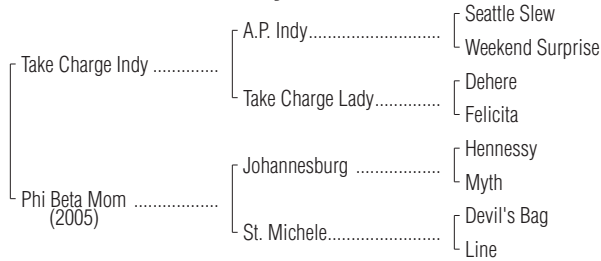 Seattle Slew
A.P. Indy...........................
Weekend Surprise
Take Charge Indy ..............
Dehere
Take Charge Lady..............
Felicita
Hennessy
Johannesburg ..................
Myth
Phi Beta Mom ..................
(2005)
Devil's Bag
St. Michele........................
Line